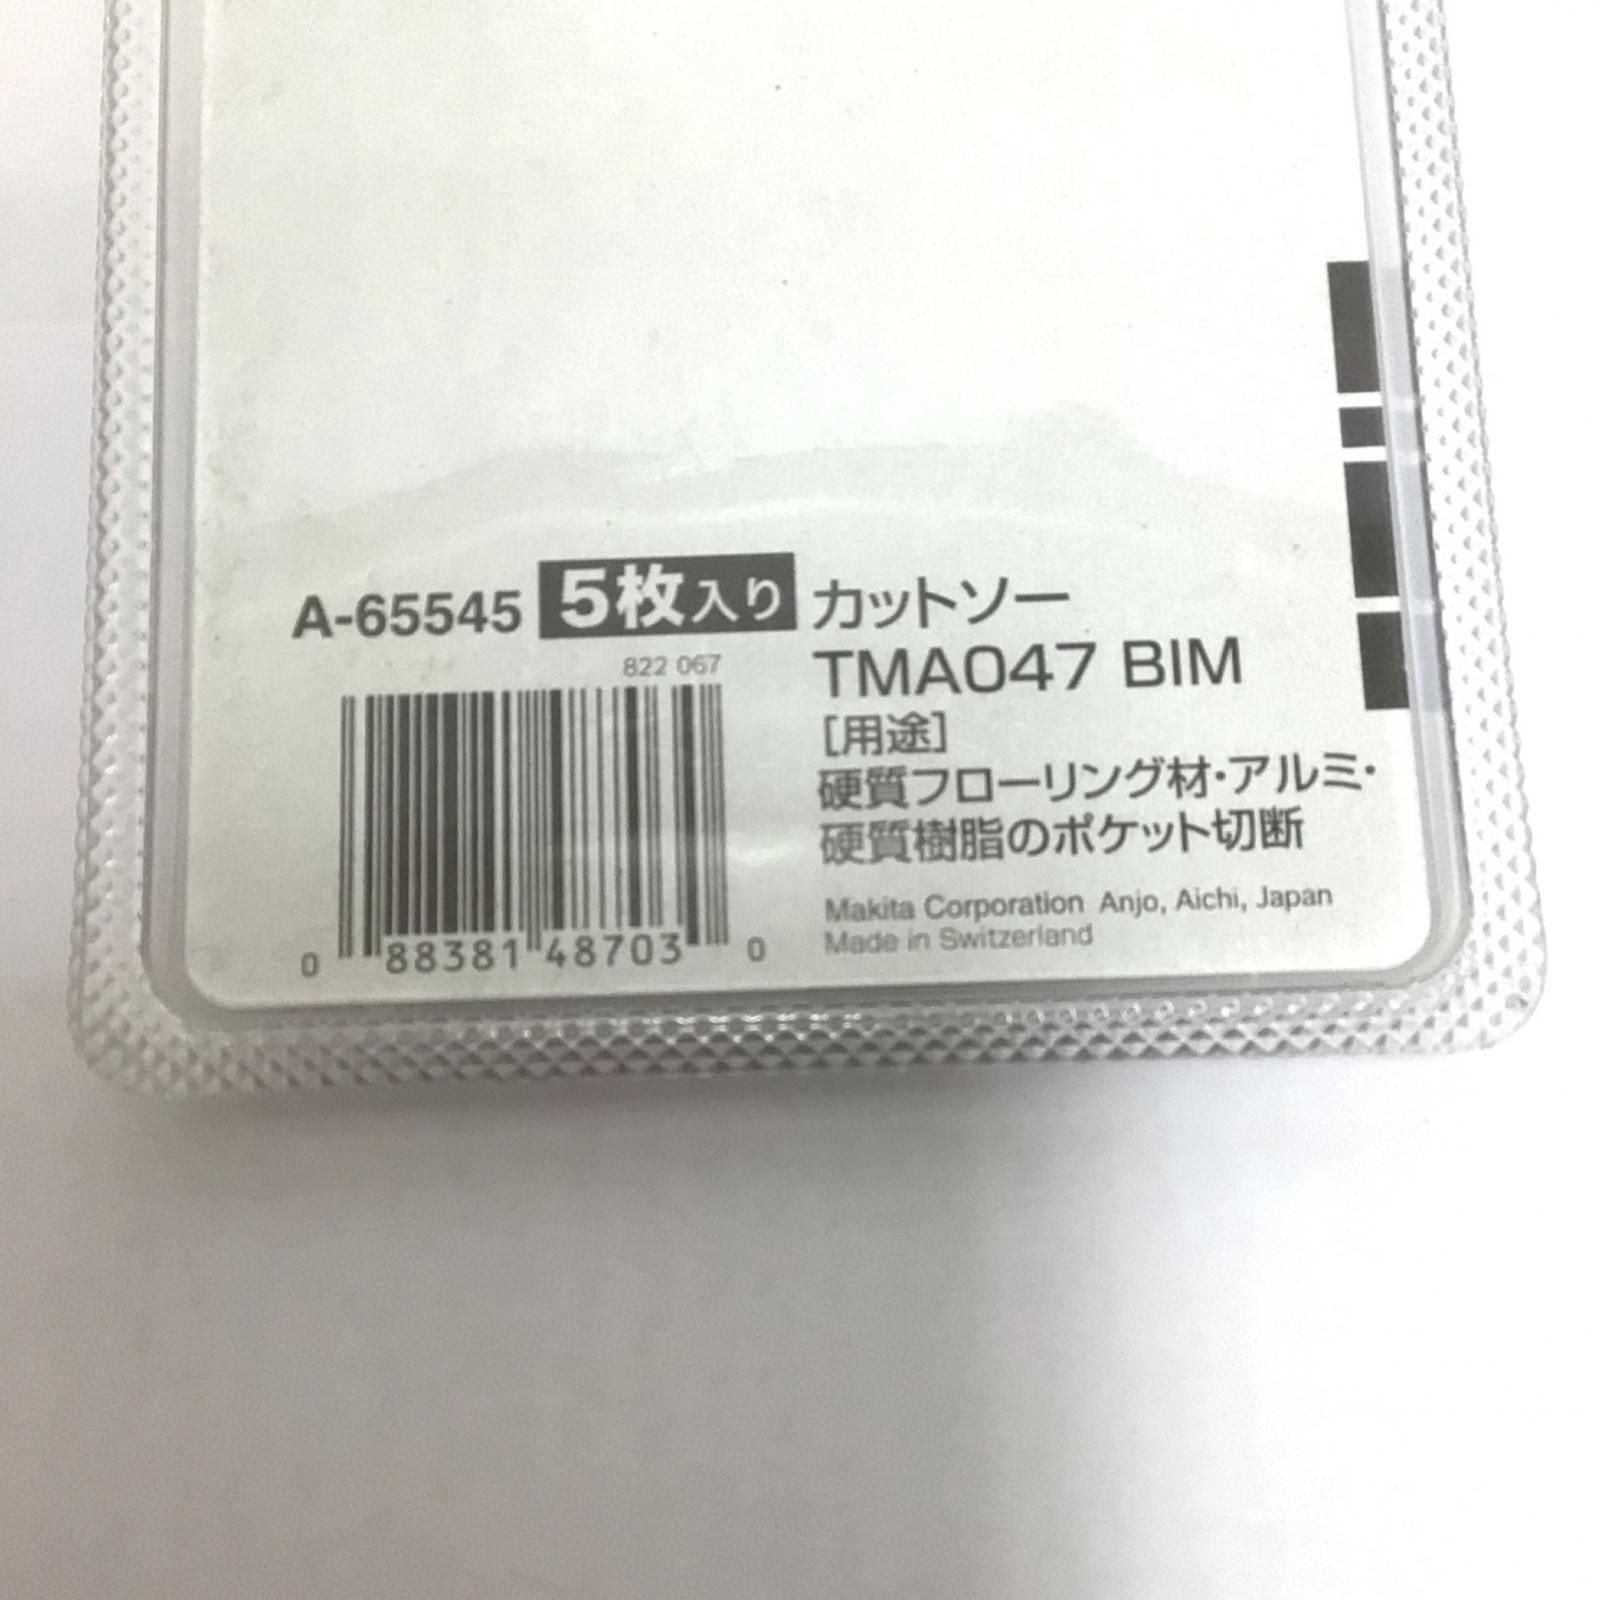 A-65545 5枚入り
822 067
0 88381 48703 0
カットソー
TMA047 BIM
[用途]
硬質フローリング材・アルミ・
硬質樹脂のポケット切断
Makita Corporation Anjo, Aichi, Japan
Made in Switzerland